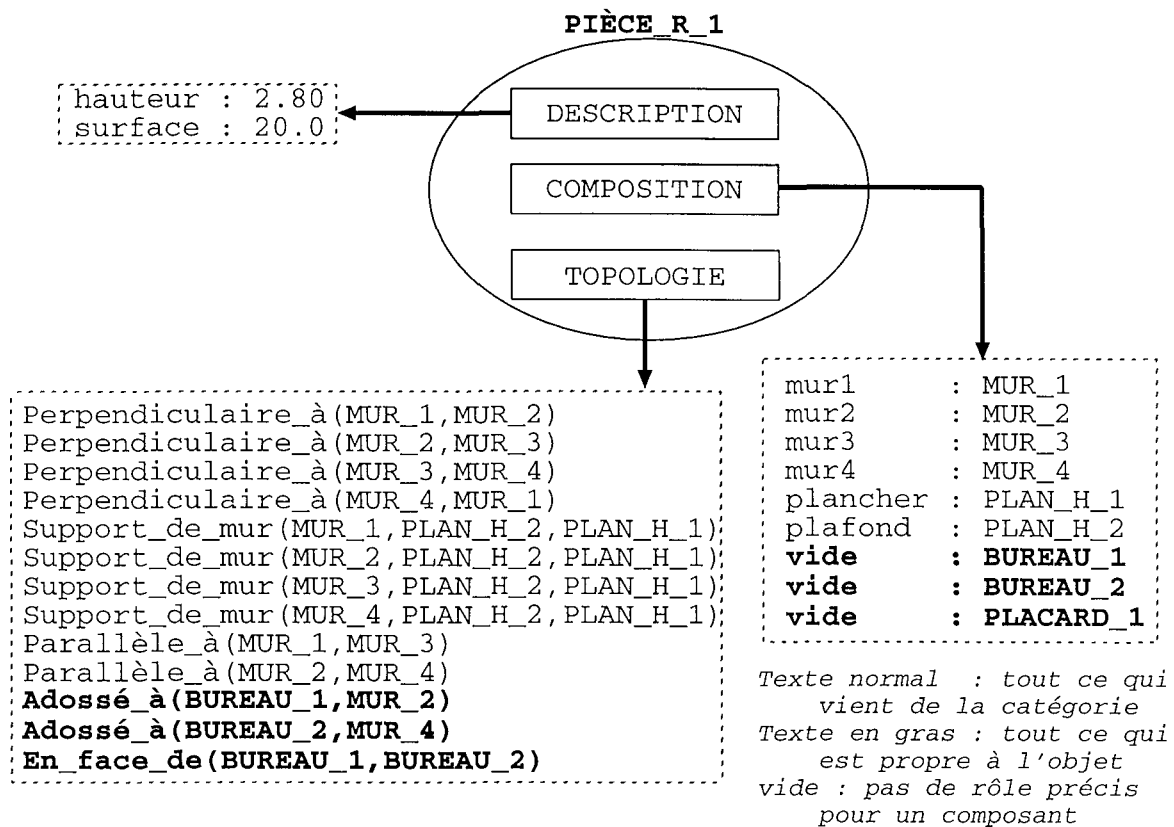 PIÈCE_R_1
hauteur : 2.80
surface : 20.0
DESCRIPTION
COMPOSITION
TOPOLOGIE
Perpendiculaire_à(MUR_1,MUR_2)
Perpendiculaire_à(MUR_2,MUR_3)
Perpendiculaire_à(MUR_3,MUR_4)
Perpendiculaire_à(MUR_4,MUR_1)
Support_de_mur(MUR_1,PLAN_H_2,PLAN_H_1)
Support_de_mur(MUR_2,PLAN_H_2,PLAN_H_1)
Support_de_mur(MUR_3,PLAN_H_2,PLAN_H_1)
Support_de_mur(MUR_4,PLAN_H_2,PLAN_H_1)
Parallèle_à(MUR_1,MUR_3)
Parallèle_à(MUR_2,MUR_4)
Adossé_à(BUREAU_1,MUR_2)
Adossé_à(BUREAU_2,MUR_4)
En_face_de(BUREAU_1,BUREAU_2)
mur1 : MUR_1
mur2 : MUR_2
mur3 : MUR_3
mur4 : MUR_4
plancher : PLAN_H_1
plafond : PLAN_H_2
vide : BUREAU_1
vide : BUREAU_2
vide : PLACARD_1
Texte normal : tout ce qui
vient de la catégorie
Texte en gras : tout ce qui
est propre à l'objet
vide : pas de rôle précis
pour un composant